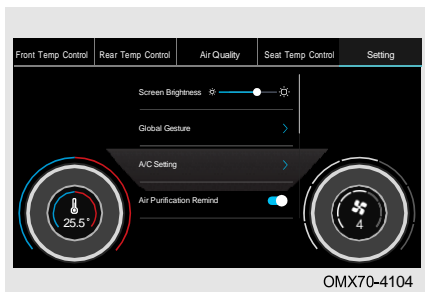 Front Temp Control
Rear Temp Control
Air Quality
Seat Temp Control
Setting
Screen Brightness
Global Gesture
A/C Setting
Air Purification Remind
25.5°
4
OMX70-4104